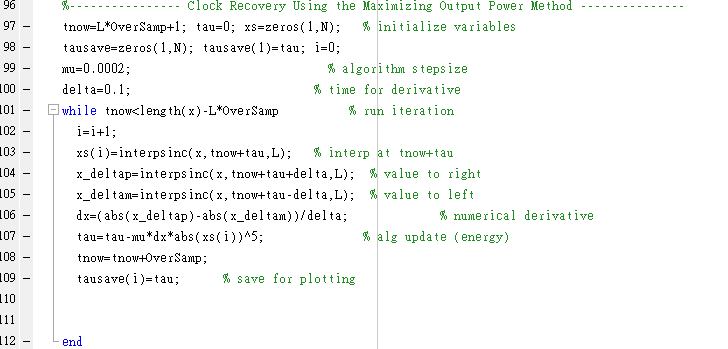 96 %--------------- Clock Recovery Using the Maximizing Output Power Method ---------------
97 – tnow=L*OverSamp+1; tau=0; xs=zeros(1,N); % initialize variables
98 – tausave=zeros(1,N); tausave(1)=tau; i=0;
99 – mu=0.0002; % algorithm stepsize
100 – delta=0.1; % time for derivative
101 – while tnow<length(x)-L*OverSamp % run iteration
102 – i=i+1;
103 – xs(i)=interpsinc(x,tnow+tau,L); % interp at tnow+tau
104 – x_deltap=interpsinc(x,tnow+tau+delta,L); % value to right
105 – x_deltam=interpsinc(x,tnow+tau-delta,L); % value to left
106 – dx=(abs(x_deltap)-abs(x_deltam))/delta; % numerical derivative
107 – tau=tau-mu*dx*abs(xs(i))^5; % alg update (energy)
108 – tnow=tnow+OverSamp;
109 – tausave(i)=tau; % save for plotting
110
111
112 – end